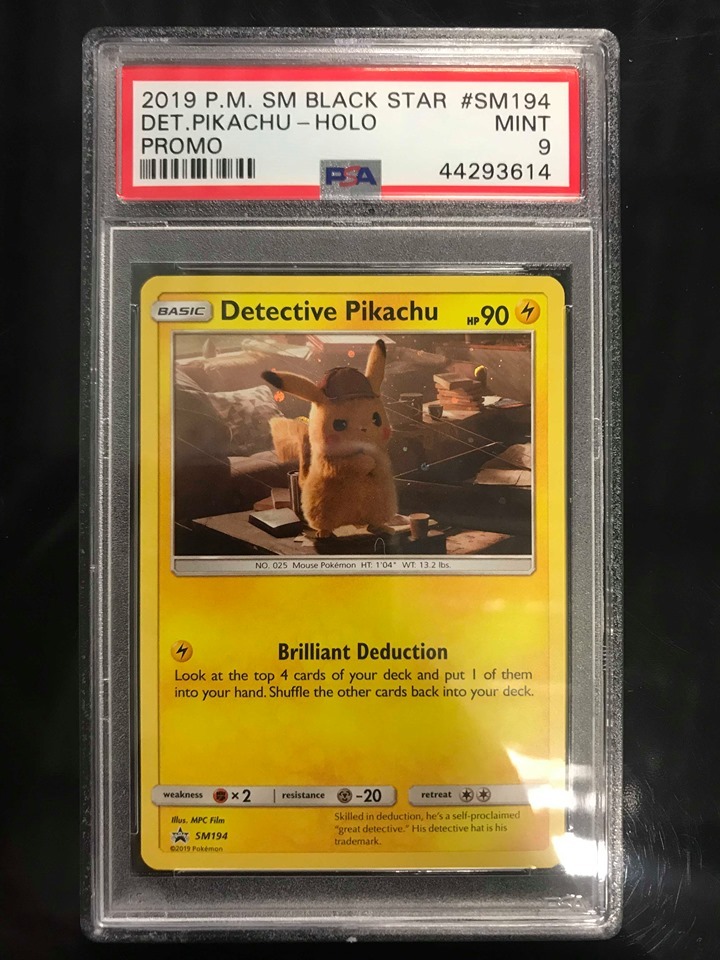 2019 P.M. SM BLACK STAR #SM194
DET.PIKACHU–HOLO MINT
PROMO 9
PSA 44293614
BASIC Detective Pikachu HP 90
NO. 025 Mouse Pokémon HT: 1'04" WT: 13.2 lbs.
Brilliant Deduction
Look at the top 4 cards of your deck and put 1 of them
into your hand. Shuffle the other cards back into your deck.
weakness ×2 resistance -20 retreat
Illus. MPC Film
SM194
©2019 Pokémon
Skilled in deduction, he's a self-proclaimed
"great detective." His detective hat is his
trademark.